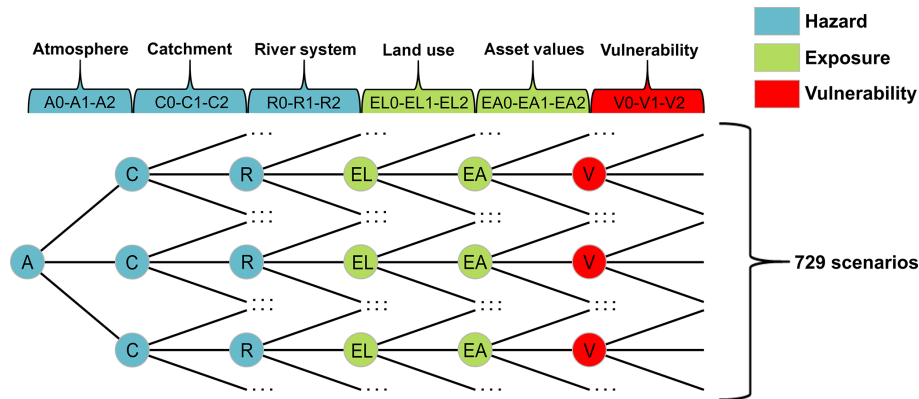 Atmosphere Catchment River system Land use Asset values Vulnerability
A0-A1-A2 C0-C1-C2 R0-R1-R2 EL0-EL1-EL2 EA0-EA1-EA2 V0-V1-V2
Hazard
Exposure
Vulnerability
C R EL EA V
A C R EL EA V
729 scenarios
C R EL EA V